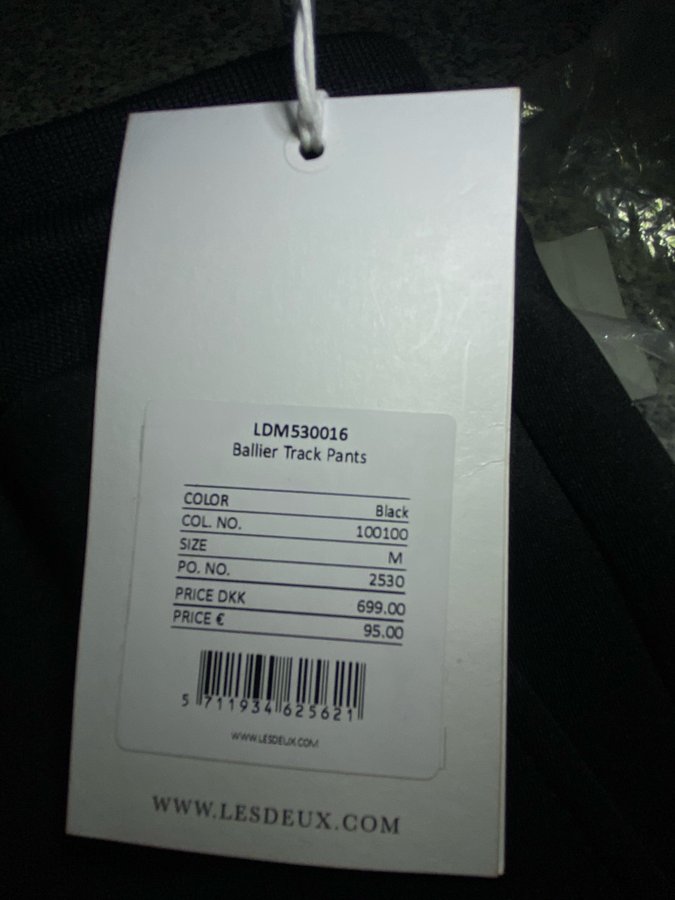 LDM530016
Ballier Track Pants
COLOR Black
COL. NO. 100100
SIZE M
PO. NO. 2530
PRICE DKK 699.00
PRICE € 95.00
5 711934 625621
WWW.LESDEUX.COM
WWW.LESDEUX.COM